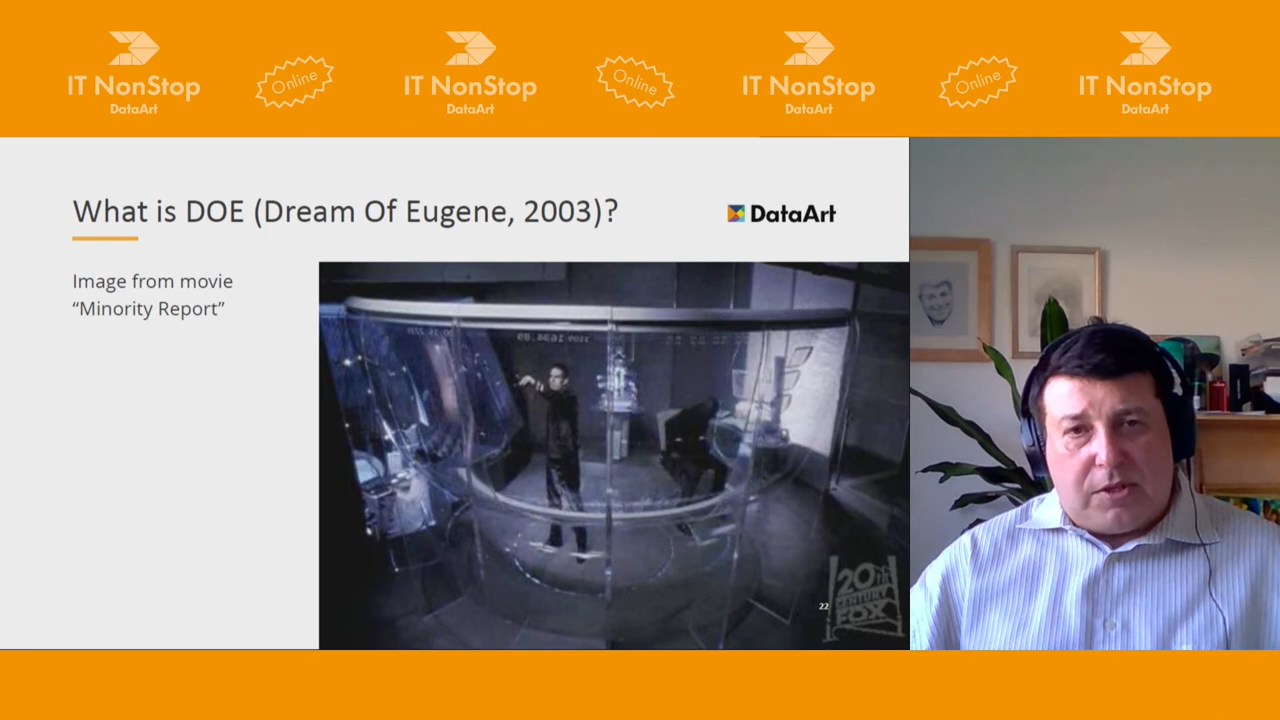 IT NonStop
DataArt
Online
IT NonStop
DataArt
Online
IT NonStop
DataArt
Online
IT NonStop
DataArt
What is DOE (Dream Of Eugene, 2003)?
DataArt
Image from movie
“Minority Report”
22
20th
CENTURY
FOX